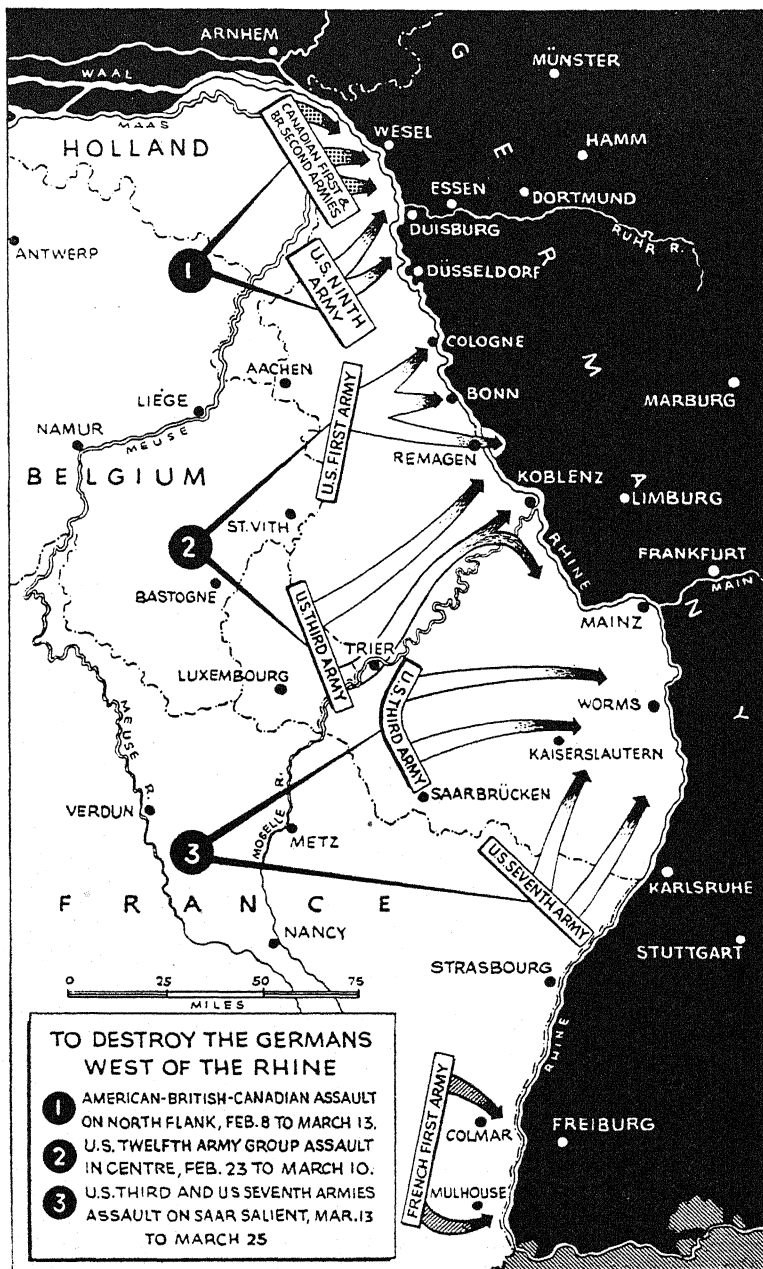 ARNHEM
G
MÜNSTER
WAAL
MAAS
HOLLAND
CANADIAN FIRST &
BR. SECOND ARMIES
WESEL
E
HAMM
ESSEN
DORTMUND
DUISBURG
RUHR R.
ANTWERP
1
U.S. NINTH
ARMY
DÜSSELDORF
R
COLOGNE
M
AACHEN
BONN
MARBURG
LIÉGE
MEUSE
NAMUR
U.S. FIRST ARMY
REMAGEN
BELGIUM
KOBLENZ
A
LIMBURG
ST. VITH
2
RHINE
FRANKFURT
MAIN
BASTOGNE
N
MAINZ
U.S. THIRD ARMY
TRIER
LUXEMBOURG
U.S. THIRD ARMY
WORMS
Y
MEUSE R.
KAISERSLAUTERN
SAARBRÜCKEN
VERDUN
MOBELLE R.
METZ
3
U.S. SEVENTH ARMY
KARLSRUHE
FRANCE
NANCY
STUTTGART
STRASBOURG
0 25 50 75
MILES
RHINE
TO DESTROY THE GERMANS
WEST OF THE RHINE
1 AMERICAN-BRITISH-CANADIAN ASSAULT
ON NORTH FLANK, FEB. 8 TO MARCH 13.
2 U.S. TWELFTH ARMY GROUP ASSAULT
IN CENTRE, FEB. 23 TO MARCH 10.
3 U.S. THIRD AND US SEVENTH ARMIES
ASSAULT ON SAAR SALIENT, MAR. 13
TO MARCH 25
FRENCH FIRST ARMY
COLMAR
FREIBURG
MULHOUSE